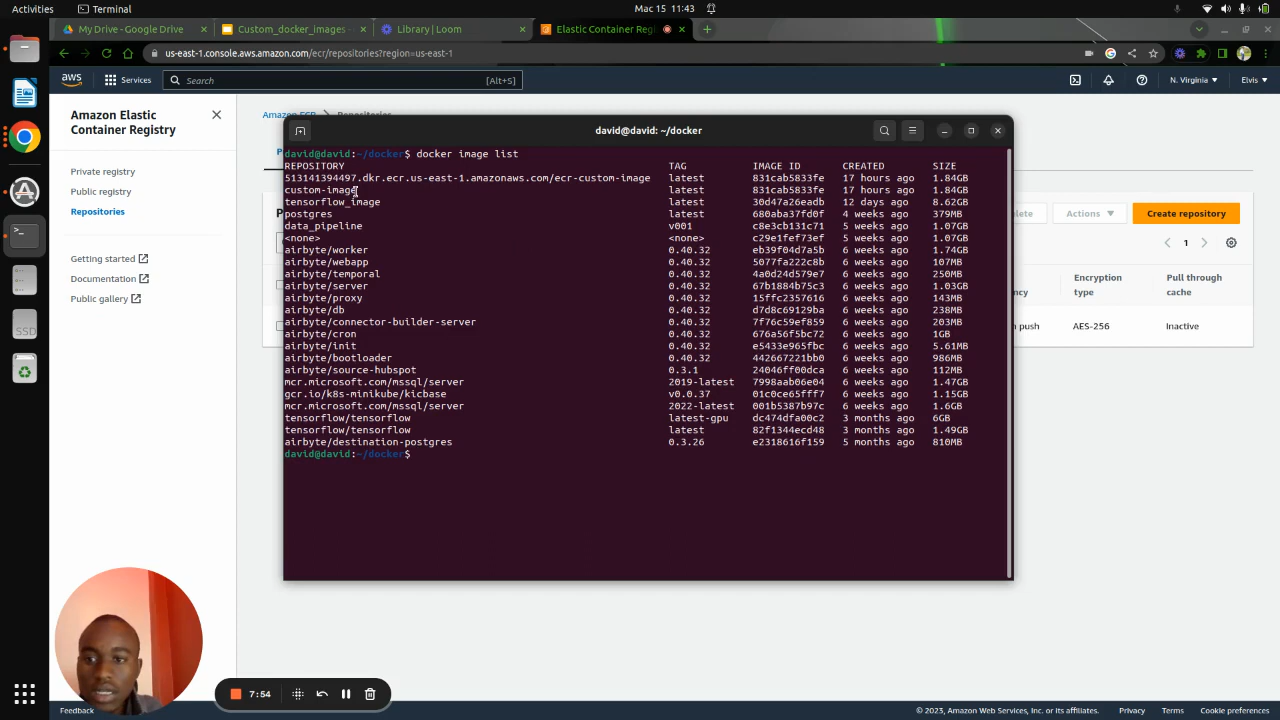 Activities
Terminal
Mac 15 11:43
My Drive - Google Drive
Custom_docker_images -
Library | Loom
Elastic Container Regi
us-east-1.console.aws.amazon.com/ecr/repositories?region=us-east-1
aws
Services
Search
[Alt+S]
N. Virginia
Elvis
Amazon Elastic
Container Registry
Private registry
Public registry
Repositories
Getting started
Documentation
Public gallery
Amazon ECR
Repositories
Actions
Create repository
1
Encryption
type
Pull through
cache
push
AES-256
Inactive
david@david: ~/docker
david@david:~/docker$ docker image list
REPOSITORY TAG IMAGE ID CREATED SIZE
513141394497.dkr.ecr.us-east-1.amazonaws.com/ecr-custom-image latest 831cab5833fe 17 hours ago 1.84GB
custom-image latest 831cab5833fe 17 hours ago 1.84GB
tensorflow_image latest 30d47a26eadb 12 days ago 8.62GB
postgres latest 680aba37fd0f 4 weeks ago 379MB
data_pipeline v001 c8e3cb131c71 5 weeks ago 1.07GB
<none> <none> c29e1fef73ef 5 weeks ago 1.07GB
airbyte/worker 0.40.32 eb39f04d7a5b 6 weeks ago 1.74GB
airbyte/webapp 0.40.32 5077fa222c8b 6 weeks ago 107MB
airbyte/temporal 0.40.32 4a0d24d579e7 6 weeks ago 250MB
airbyte/server 0.40.32 67b1884b75c3 6 weeks ago 1.03GB
airbyte/proxy 0.40.32 15ffc2357616 6 weeks ago 143MB
airbyte/db 0.40.32 d7d8c69129ba 6 weeks ago 238MB
airbyte/connector-builder-server 0.40.32 7f76c59ef859 6 weeks ago 203MB
airbyte/cron 0.40.32 676a56f5bc72 6 weeks ago 1GB
airbyte/init 0.40.32 e5433e965fbc 6 weeks ago 5.61MB
airbyte/bootloader 0.40.32 442667221bb0 6 weeks ago 986MB
airbyte/source-hubspot 0.3.1 24046ff00dca 6 weeks ago 112MB
mcr.microsoft.com/mssql/server 2019-latest 7998aab06e04 6 weeks ago 1.47GB
gcr.io/k8s-minikube/kicbase v0.0.37 01c0ce65fff7 6 weeks ago 1.15GB
mcr.microsoft.com/mssql/server 2022-latest 001b5387b97c 6 weeks ago 1.6GB
tensorflow/tensorflow latest-gpu dc474dfa00c2 3 months ago 6GB
tensorflow/tensorflow latest 82f1344ecd48 3 months ago 1.49GB
airbyte/destination-postgres 0.3.26 e2318616f159 5 months ago 810MB
david@david:~/docker$
SSD
7:54
Feedback
© 2023, Amazon Web Services, Inc. or its affiliates.
Privacy
Terms
Cookie preferences